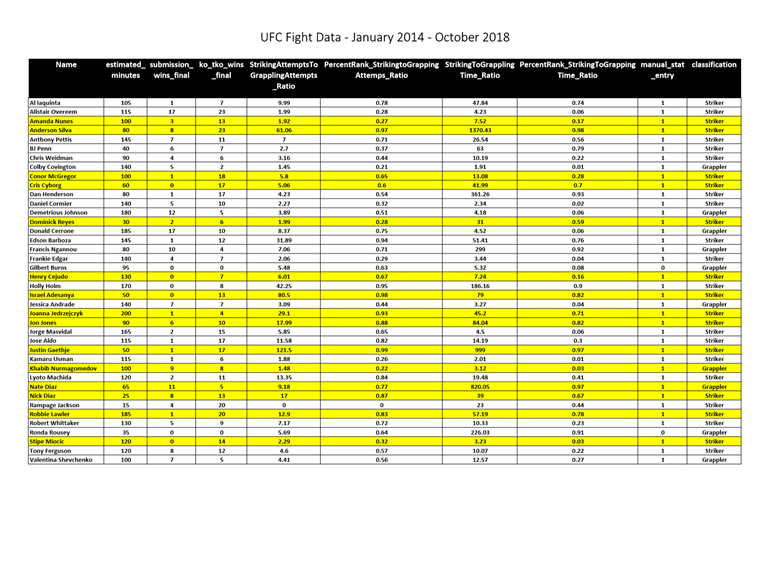 UFC Fight Data - January 2014 - October 2018
Name estimated_minutes submission_wins_final ko_tko_wins_final StrikingAttemptsToGrapplingAttempts_Ratio PercentRank_StrikingtoGrapping Attemps_Ratio StrikingToGrappling Time_Ratio PercentRank_StrikingToGrapping Time_Ratio manual_stat_entry classification
Al Iaquinta 105 1 7 9.99 0.78 47.84 0.74 1 Striker
Alistair Overeem 115 17 23 1.99 0.28 4.23 0.06 1 Striker
Amanda Nunes 100 3 13 1.92 0.27 7.52 0.17 1 Striker
Anderson Silva 80 8 23 61.06 0.97 1370.43 0.98 1 Striker
Anthony Pettis 145 7 11 7 0.71 26.54 0.56 1 Striker
BJ Penn 40 6 7 2.7 0.37 63 0.79 1 Striker
Chris Weidman 90 4 6 3.16 0.44 10.19 0.22 1 Striker
Colby Covington 140 5 2 1.45 0.21 1.91 0.01 1 Grappler
Conor McGregor 100 1 18 5.8 0.65 13.08 0.28 1 Striker
Cris Cyborg 60 0 17 5.06 0.6 41.99 0.7 1 Striker
Dan Henderson 80 1 17 4.23 0.54 361.26 0.93 1 Striker
Daniel Cormier 140 5 10 2.27 0.32 2.34 0.02 1 Striker
Demetrious Johnson 180 12 5 3.89 0.51 4.18 0.06 1 Grappler
Dominick Reyes 30 2 6 1.99 0.28 31 0.59 1 Striker
Donald Cerrone 185 17 10 8.37 0.75 4.52 0.06 1 Grappler
Edson Barboza 145 1 12 31.89 0.94 51.41 0.76 1 Striker
Francis Ngannou 80 10 4 7.06 0.71 299 0.92 1 Grappler
Frankie Edgar 140 4 7 2.06 0.29 3.44 0.04 1 Striker
Gilbert Burns 95 0 0 5.48 0.63 5.32 0.08 0 Grappler
Henry Cejudo 130 0 7 6.01 0.67 7.24 0.16 1 Striker
Holly Holm 170 0 8 42.25 0.95 186.16 0.9 1 Striker
Israel Adesanya 50 0 13 80.5 0.98 79 0.82 1 Striker
Jessica Andrade 140 7 7 3.09 0.44 3.27 0.04 1 Grappler
Joanna Jedrzejczyk 200 1 4 29.1 0.93 45.2 0.71 1 Striker
Jon Jones 90 6 10 17.99 0.88 84.04 0.82 1 Striker
Jorge Masvidal 165 2 15 5.85 0.65 4.5 0.06 1 Striker
Jose Aldo 115 1 17 11.58 0.82 14.19 0.3 1 Striker
Justin Gaethje 50 1 17 121.5 0.99 999 0.97 1 Striker
Kamaru Usman 115 1 6 1.88 0.26 2.01 0.01 1 Striker
Khabib Nurmagomedov 100 9 8 1.48 0.22 3.12 0.03 1 Grappler
Lyoto Machida 120 2 11 13.35 0.84 19.48 0.41 1 Striker
Nate Diaz 65 11 5 9.18 0.77 820.05 0.97 1 Grappler
Nick Diaz 25 8 13 17 0.87 39 0.67 1 Striker
Rampage Jackson 15 4 20 0 0 23 0.44 1 Striker
Robbie Lawler 185 1 20 12.9 0.83 57.19 0.78 1 Striker
Robert Whittaker 130 5 9 7.17 0.72 10.33 0.23 1 Striker
Ronda Rousey 35 0 0 5.69 0.64 226.03 0.91 0 Grappler
Stipe Miocic 120 0 14 2.29 0.32 3.23 0.03 1 Striker
Tony Ferguson 120 8 12 4.6 0.57 10.07 0.22 1 Striker
Valentina Shevchenko 100 7 5 4.41 0.56 12.57 0.27 1 Grappler